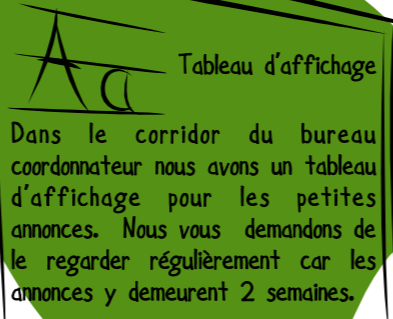 Aa
Tableau d'affichage
Dans le corridor du bureau
coordonnateur nous avons un tableau
d'affichage pour les petites
annonces. Nous vous demandons de
le regarder régulièrement car les
annonces y demeurent 2 semaines.